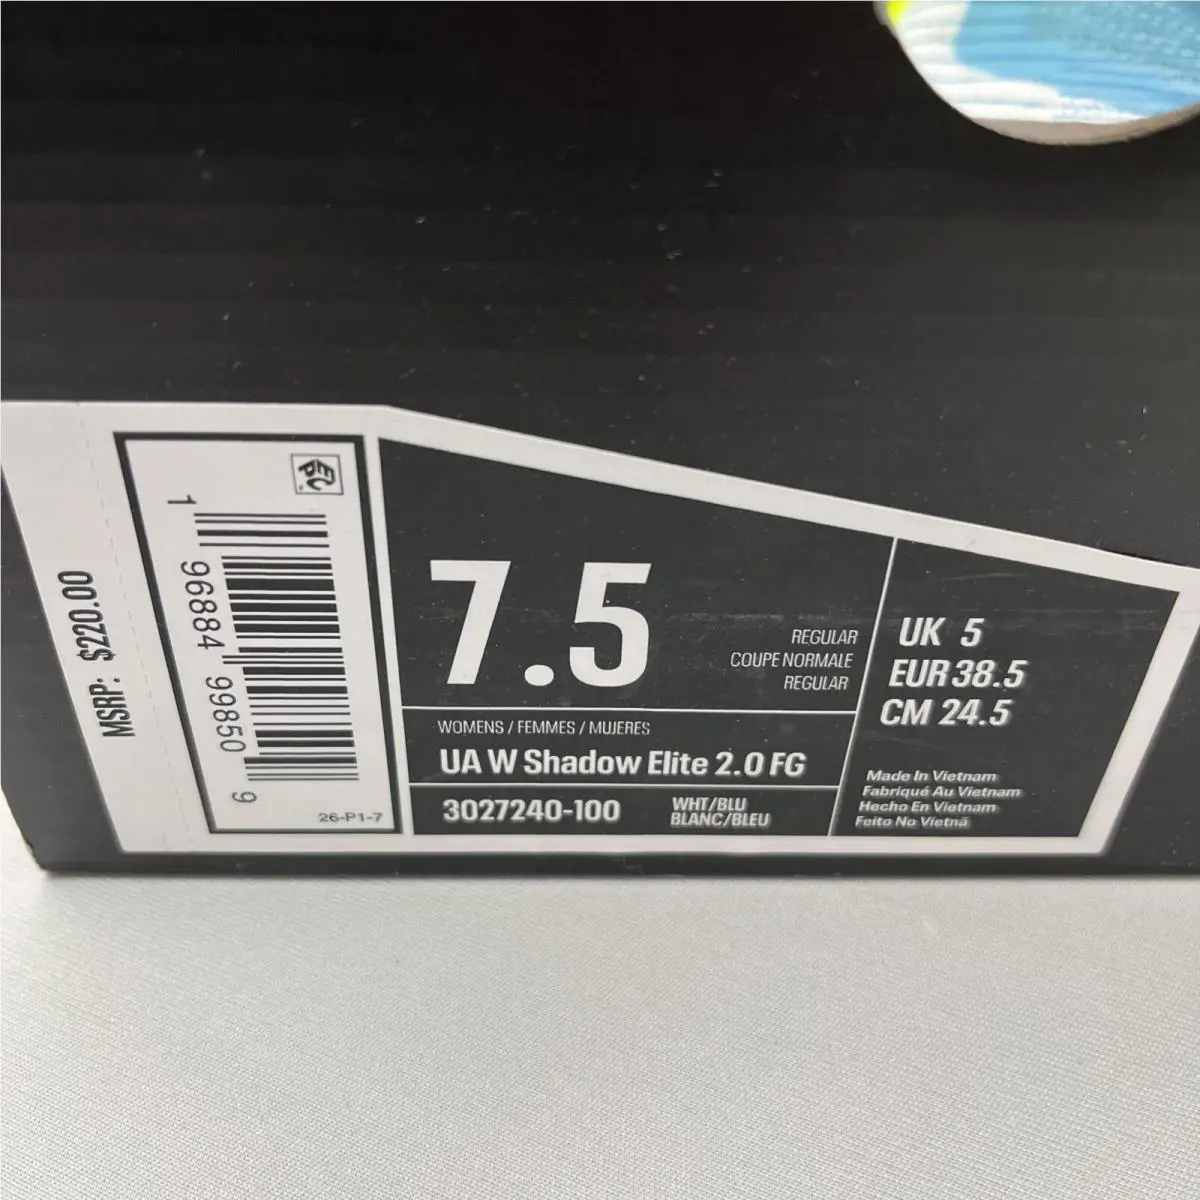 MSRP: $220.00
EPC
1 96884 99850 9
26-P1-7
7.5
REGULAR
COUPE NORMALE
REGULAR
WOMENS / FEMMES / MUJERES
UA W Shadow Elite 2.0 FG
3027240-100
WHT/BLU
BLANC/BLEU
UK 5
EUR 38.5
CM 24.5
Made In Vietnam
Fabriqué Au Vietnam
Hecho En Vietnam
Feito No Vietnã